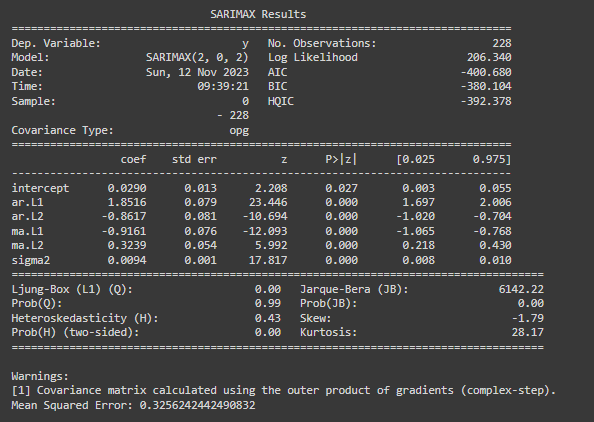 SARIMAX Results
==============================================================================
Dep. Variable: y No. Observations: 228
Model: SARIMAX(2, 0, 2) Log Likelihood 206.340
Date: Sun, 12 Nov 2023 AIC -400.680
Time: 09:39:21 BIC -380.104
Sample: 0 HQIC -392.378
- 228
Covariance Type: opg
==============================================================================
coef std err z P>|z| [0.025 0.975]
------------------------------------------------------------------------------
intercept 0.0290 0.013 2.208 0.027 0.003 0.055
ar.L1 1.8516 0.079 23.446 0.000 1.697 2.006
ar.L2 -0.8617 0.081 -10.694 0.000 -1.020 -0.704
ma.L1 -0.9161 0.076 -12.093 0.000 -1.065 -0.768
ma.L2 0.3239 0.054 5.992 0.000 0.218 0.430
sigma2 0.0094 0.001 17.817 0.000 0.008 0.010
===================================================================================
Ljung-Box (L1) (Q): 0.00 Jarque-Bera (JB): 6142.22
Prob(Q): 0.99 Prob(JB): 0.00
Heteroskedasticity (H): 0.43 Skew: -1.79
Prob(H) (two-sided): 0.00 Kurtosis: 28.17
===================================================================================
Warnings:
[1] Covariance matrix calculated using the outer product of gradients (complex-step).
Mean Squared Error: 0.3256242442490832